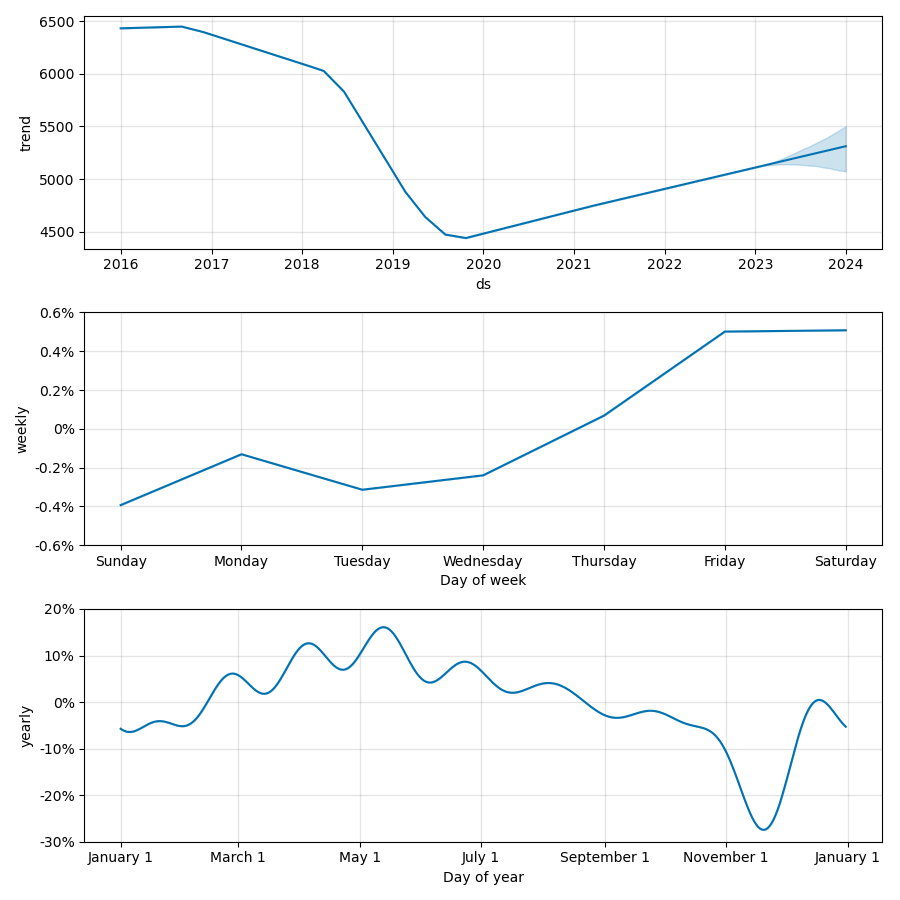 6500
6000
5500
5000
4500
trend
2016 2017 2018 2019 2020 2021 2022 2023 2024
ds
0.6%
0.4%
0.2%
0%
-0.2%
-0.4%
-0.6%
weekly
Sunday Monday Tuesday Wednesday Thursday Friday Saturday
Day of week
20%
10%
0%
-10%
-20%
-30%
yearly
January 1 March 1 May 1 July 1 September 1 November 1 January 1
Day of year